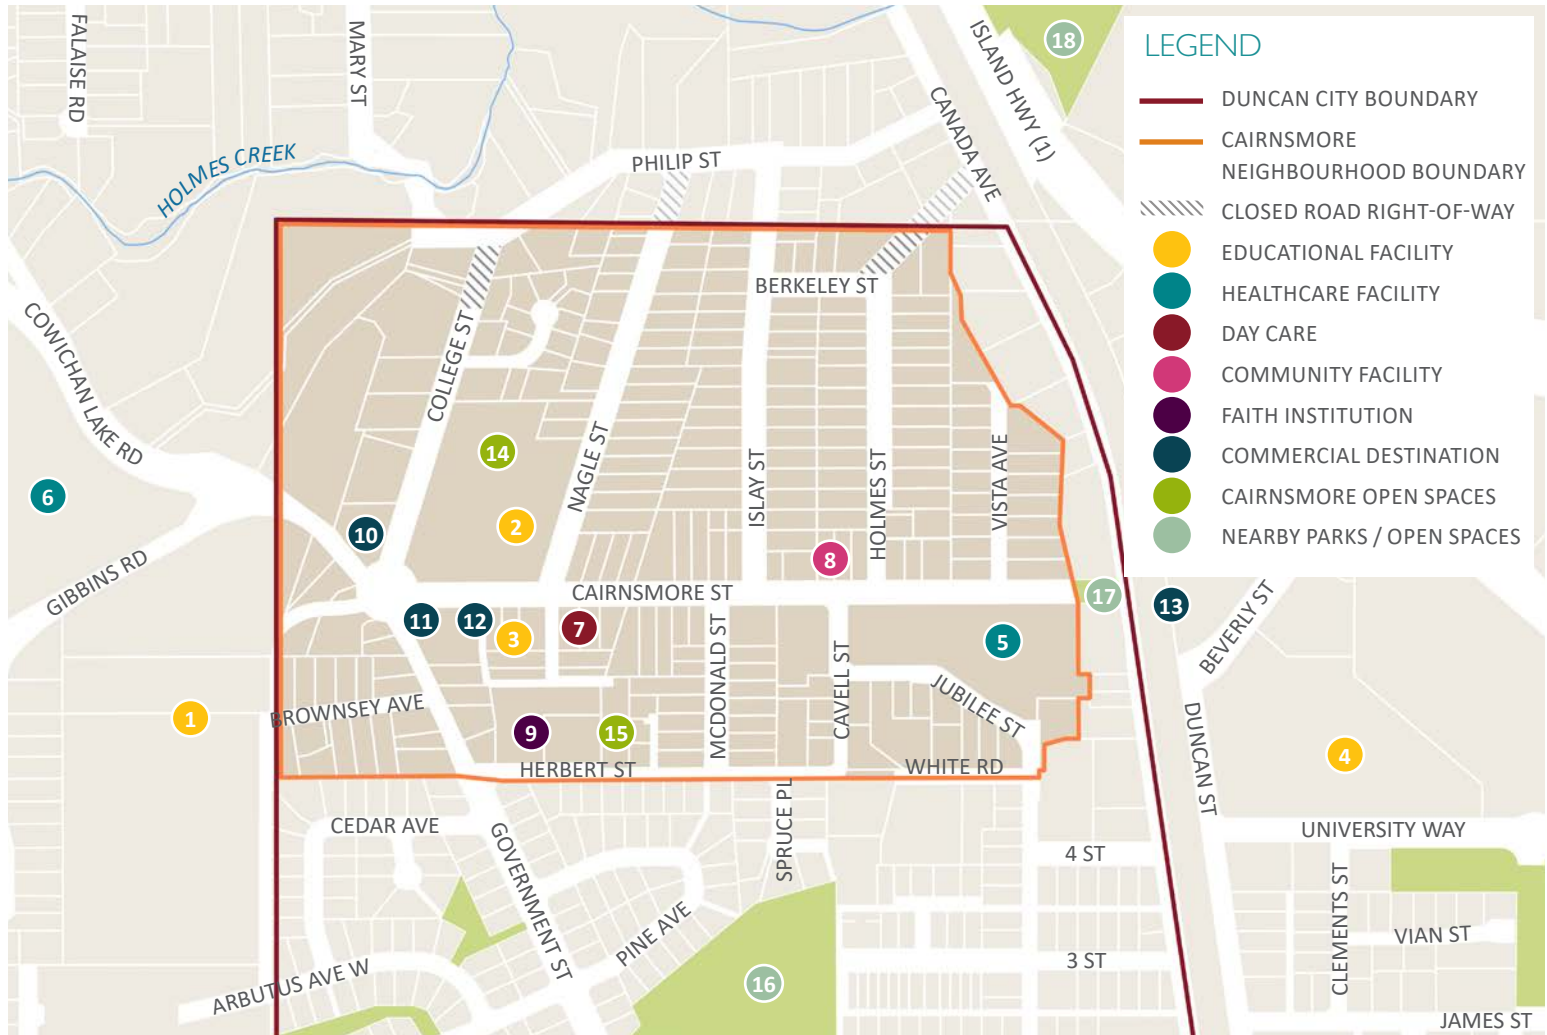 FALAISE RD
MARY ST
HOLMES CREEK
PHILIP ST
CANADA AVE
ISLAND HWY (1)
18
LEGEND
DUNCAN CITY BOUNDARY
CAIRNSMORE
NEIGHBOURHOOD BOUNDARY
CLOSED ROAD RIGHT-OF-WAY
EDUCATIONAL FACILITY
HEALTHCARE FACILITY
DAY CARE
COMMUNITY FACILITY
FAITH INSTITUTION
COMMERCIAL DESTINATION
CAIRNSMORE OPEN SPACES
NEARBY PARKS / OPEN SPACES
BERKELEY ST
COWICHAN LAKE RD
COLLEGE ST
NAGLE ST
ISLAY ST
HOLMES ST
VISTA AVE
14
6
2
10
8
GIBBINS RD
CAIRNSMORE ST
17
13
11
12
3
7
5
MCDONALD ST
CAVELL ST
JUBILEE ST
BEVERLY ST
BROWNSEY AVE
1
9
15
4
HERBERT ST
WHITE RD
DUNCAN ST
CEDAR AVE
GOVERNMENT ST
SPRUCE PL
UNIVERSITY WAY
4 ST
CLEMENTS ST
VIAN ST
PINE AVE
3 ST
ARBUTUS AVE W
16
JAMES ST